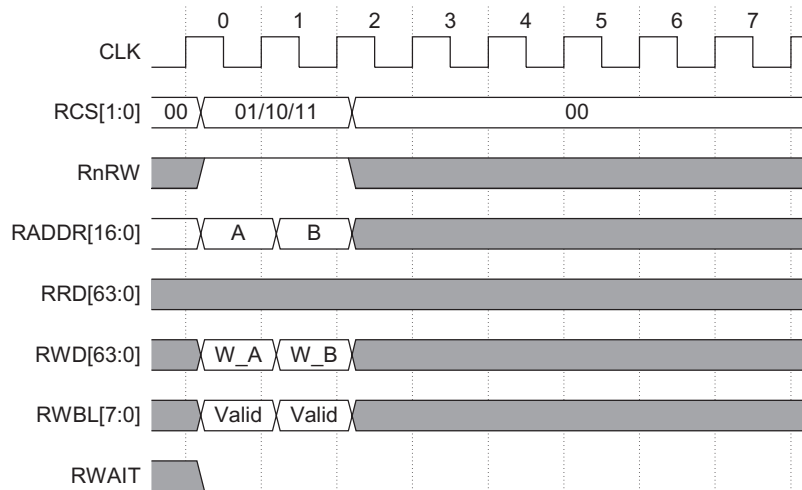 0 1 2 3 4 5 6 7
CLK
RCS[1:0] 00 01/10/11 00
RnRW
RADDR[16:0] A B
RRD[63:0]
RWD[63:0] W_A W_B
RWBL[7:0] Valid Valid
RWAIT